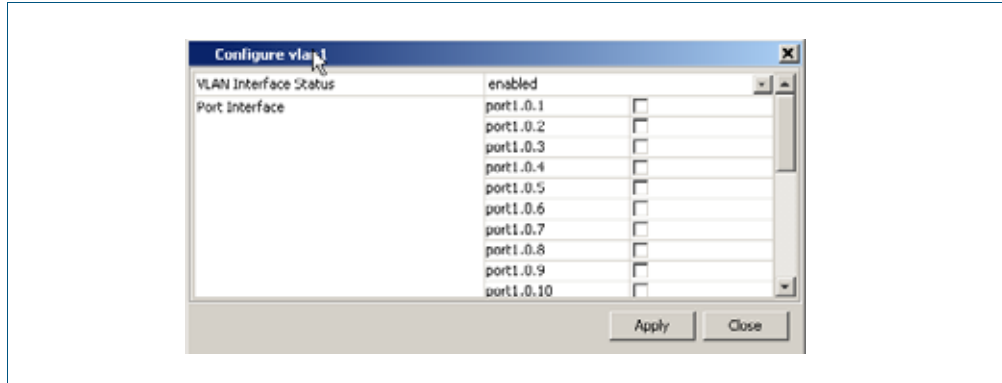 Configure vlan1
VLAN Interface Status enabled
Port Interface port1.0.1
port1.0.2
port1.0.3
port1.0.4
port1.0.5
port1.0.6
port1.0.7
port1.0.8
port1.0.9
port1.0.10
Apply Close